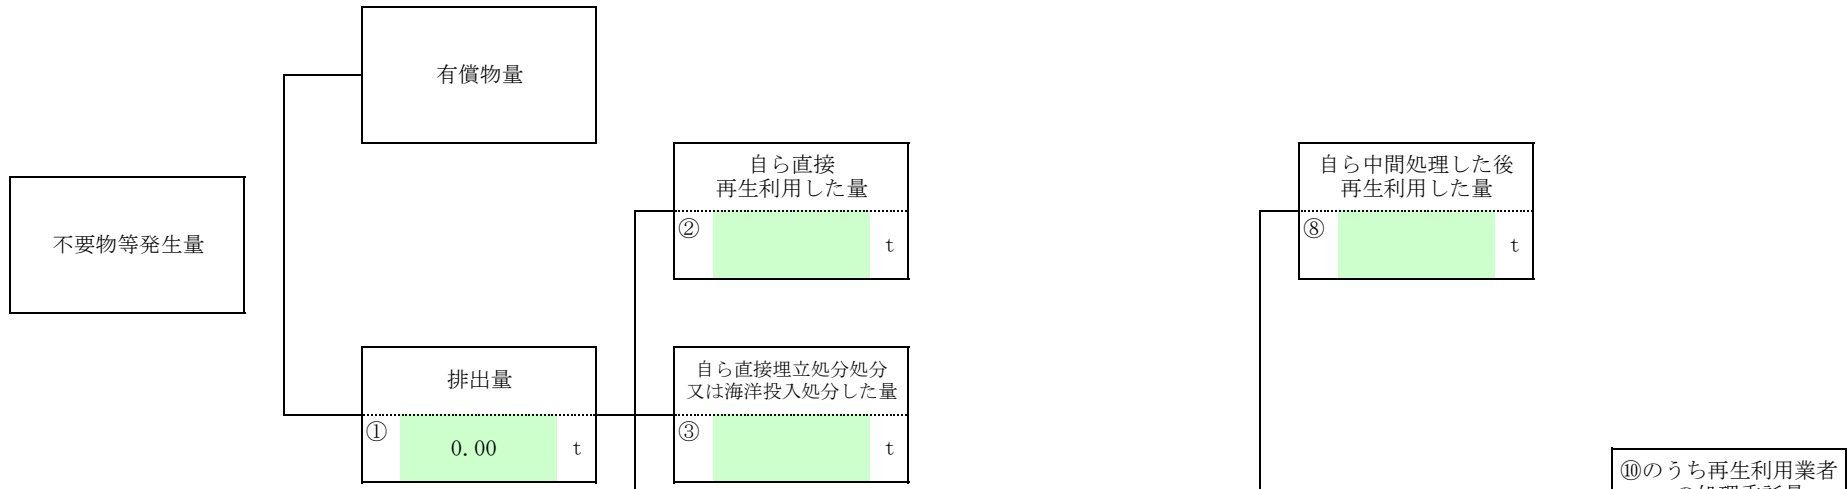 有償物量
自ら直接
再生利用した量
②
t
自ら中間処理した後
再生利用した量
⑧
t
不要物等発生量
排出量
①
0.00
t
自ら直接埋立処分処分
又は海洋投入処分した量
③
t
⑩のうち再生利用業者